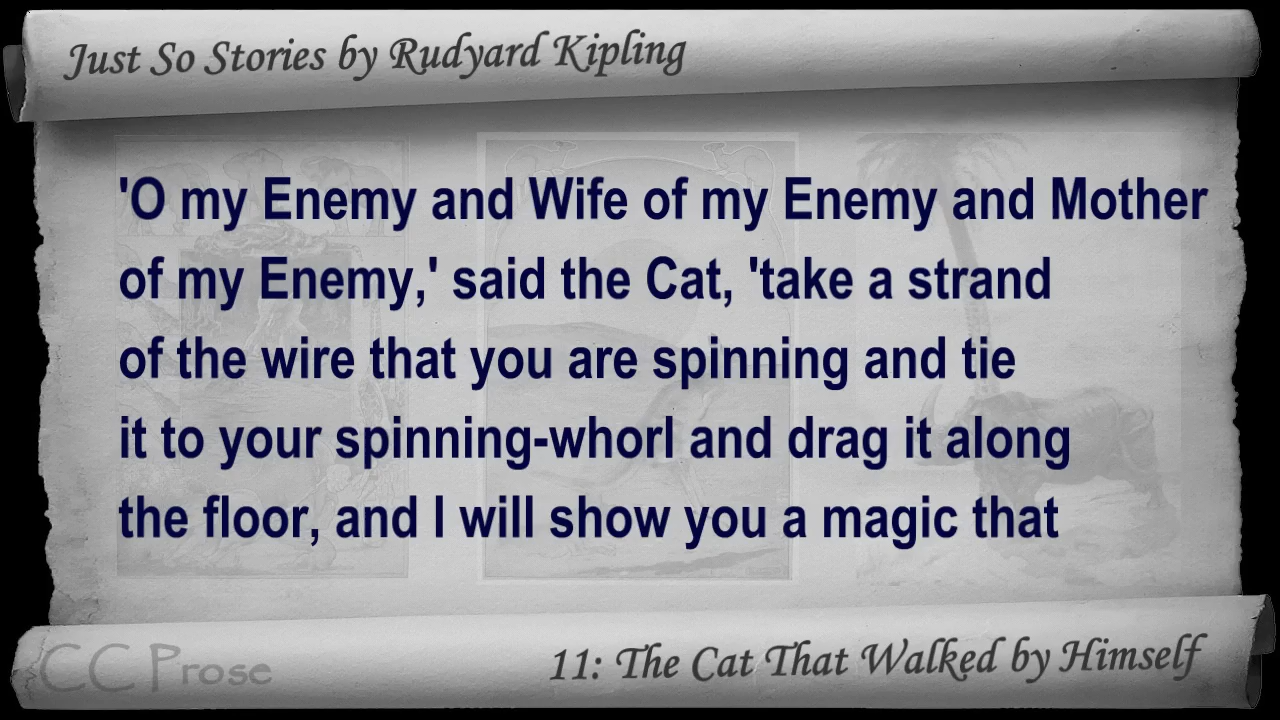 Just So Stories by Rudyard Kipling
'O my Enemy and Wife of my Enemy and Mother
of my Enemy,' said the Cat, 'take a strand
of the wire that you are spinning and tie
it to your spinning-whorl and drag it along
the floor, and I will show you a magic that
CC Prose
11: The Cat That Walked by Himself